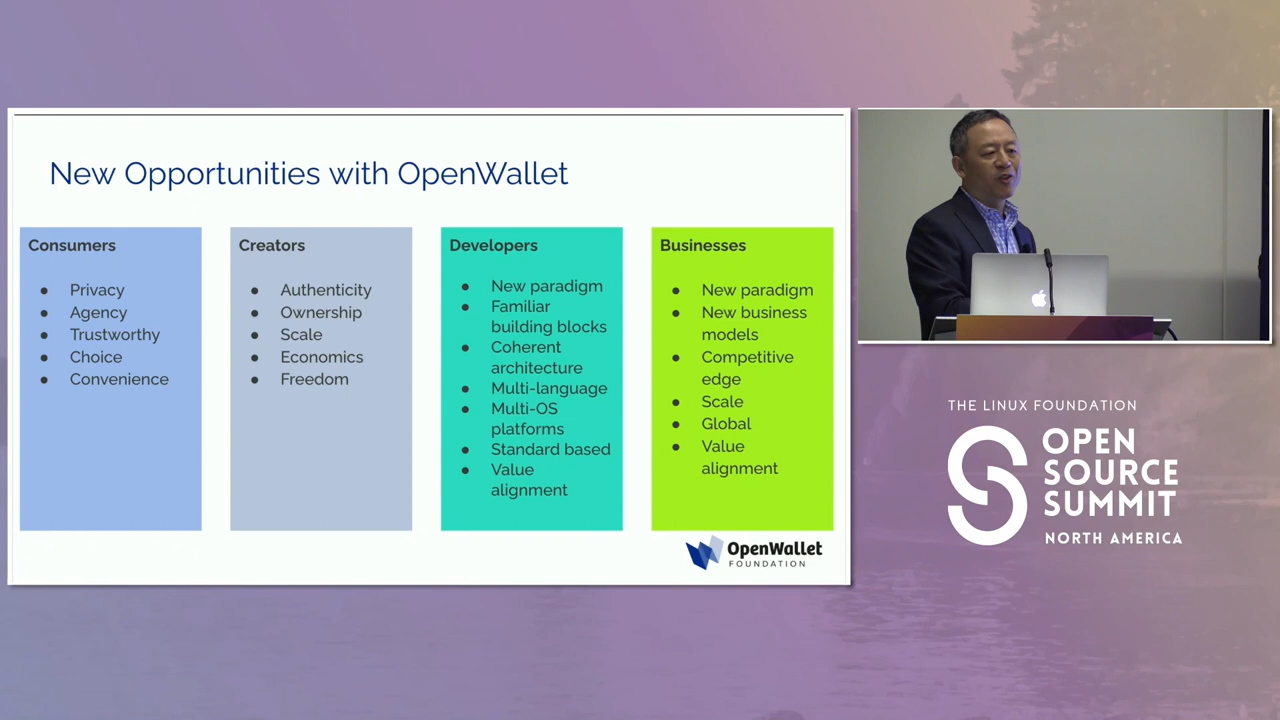 New Opportunities with OpenWallet
Consumers
● Privacy
● Agency
● Trustworthy
● Choice
● Convenience
Creators
● Authenticity
● Ownership
● Scale
● Economics
● Freedom
Developers
● New paradigm
● Familiar
building blocks
● Coherent
architecture
● Multi-language
● Multi-OS
platforms
● Standard based
● Value
alignment
Businesses
● New paradigm
● New business
models
● Competitive
edge
● Scale
● Global
● Value
alignment
OpenWallet
FOUNDATION
THE LINUX FOUNDATION
OPEN
SOURCE
SUMMIT
NORTH AMERICA